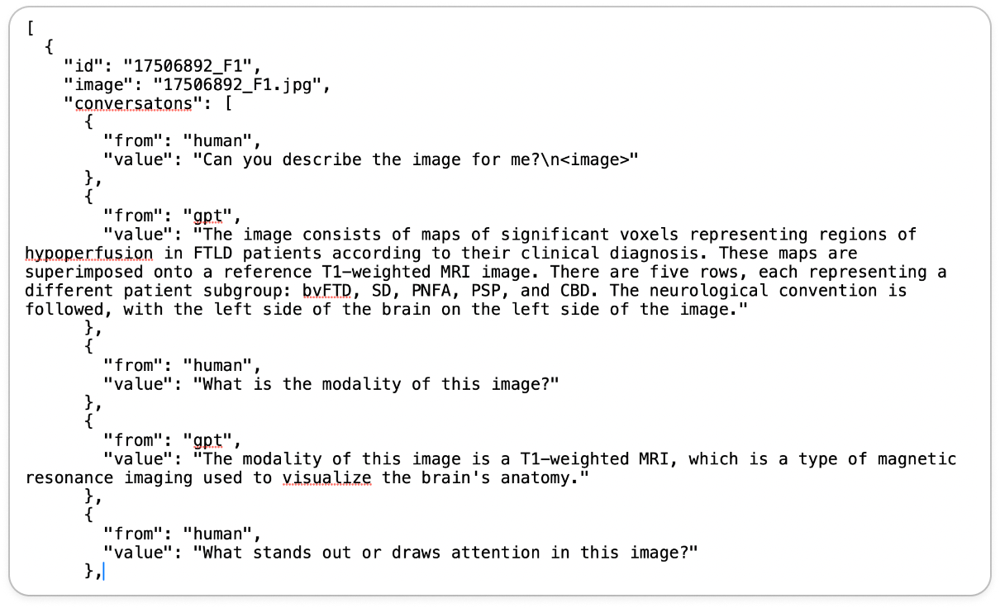 [
  {
    "id": "17506892_F1",
    "image": "17506892_F1.jpg",
    "conversatons": [
      {
        "from": "human",
        "value": "Can you describe the image for me?\n<image>"
      },
      {
        "from": "gpt",
        "value": "The image consists of maps of significant voxels representing regions of
hypoperfusion in FTLD patients according to their clinical diagnosis. These maps are
superimposed onto a reference T1-weighted MRI image. There are five rows, each representing a
different patient subgroup: bvFTD, SD, PNFA, PSP, and CBD. The neurological convention is
followed, with the left side of the brain on the left side of the image."
      },
      {
        "from": "human",
        "value": "What is the modality of this image?"
      },
      {
        "from": "gpt",
        "value": "The modality of this image is a T1-weighted MRI, which is a type of magnetic
resonance imaging used to visualize the brain's anatomy."
      },
      {
        "from": "human",
        "value": "What stands out or draws attention in this image?"
      },